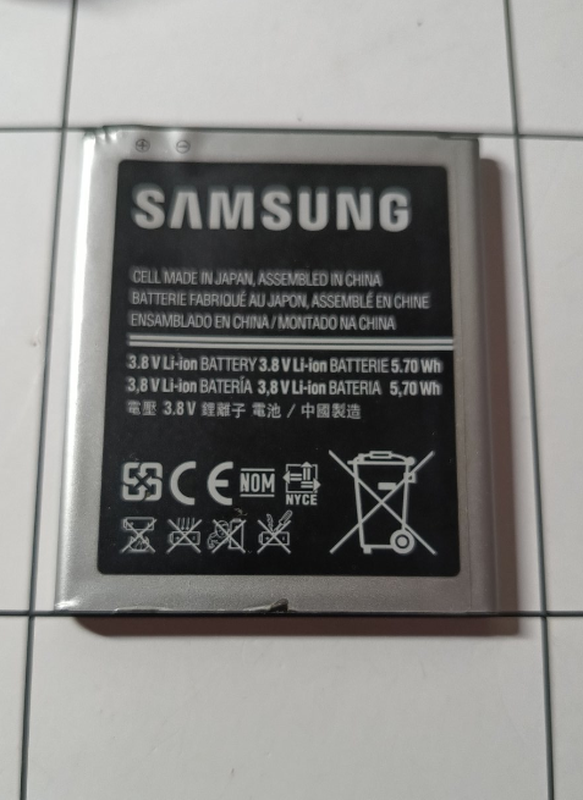 SAMSUNG
CELL MADE IN JAPAN, ASSEMBLED IN CHINA
BATTERIE FABRIQUÉ AU JAPON, ASSEMBLÉ EN CHINE
ENSAMBLADO EN CHINA / MONTADO NA CHINA
3.8 V Li-ion BATTERY 3.8 V Li-ion BATTERIE 5.70 Wh
3,8 V Li-ion BATERÍA 3,8 V Li-ion BATERIA 5,70 Wh
電壓 3.8 V 鋰離子 電池 / 中國製造
CE NOM NYCE